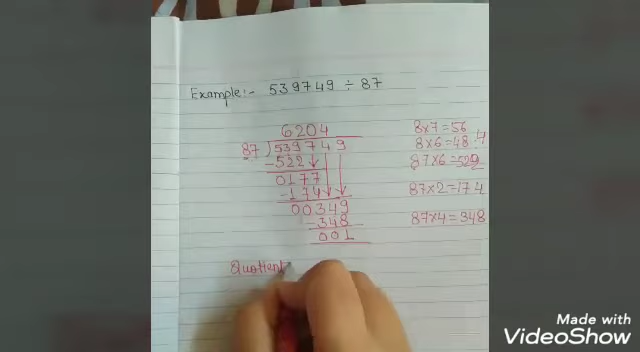 Example:- 539749 ÷ 87
6204
87)539749
-522
0177
-174
00349
-348
001
8x7=56
8x6=48
87x6=522
87x2=174
87x4=348
Quotient
Made with
VideoShow